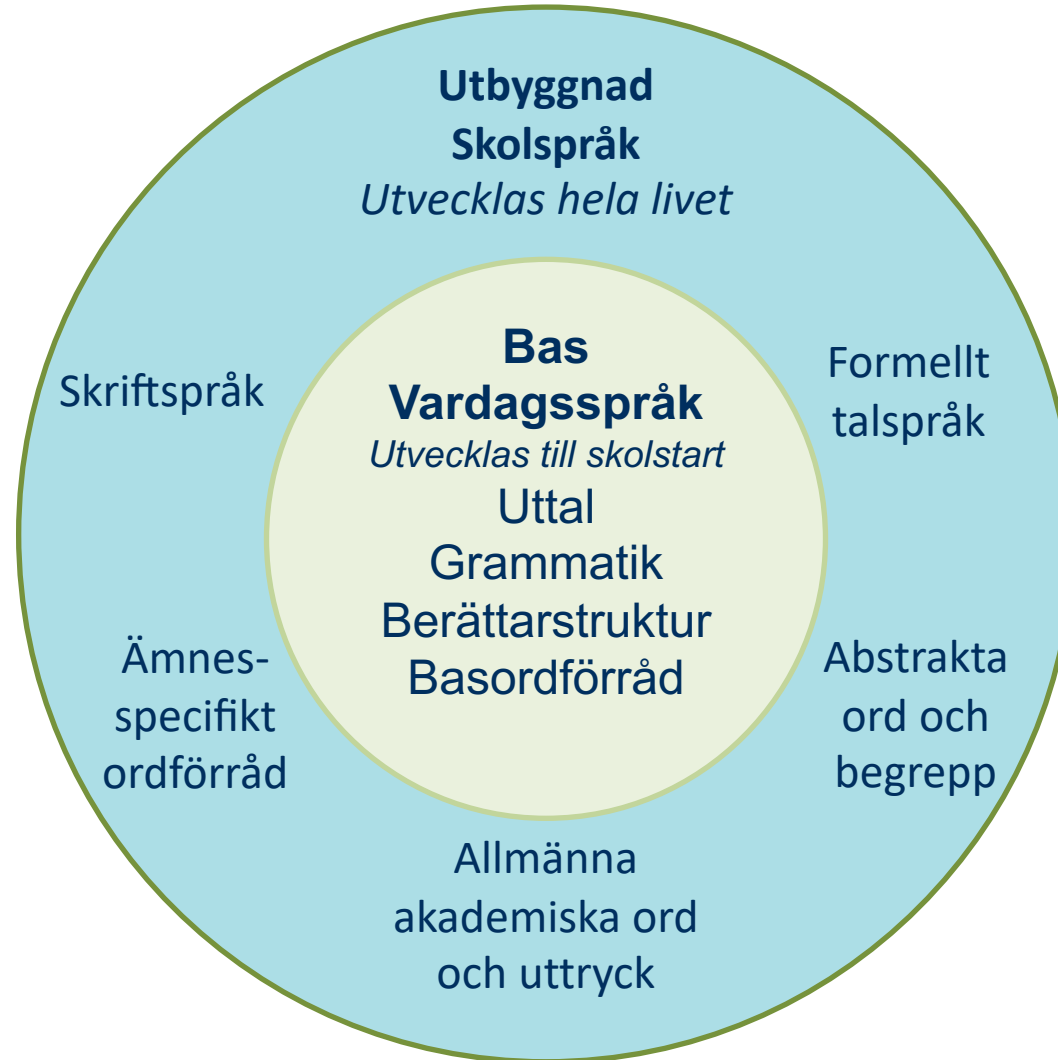 Utbyggnad
Skolspråk
Utvecklas hela livet
Skriftspråk
Bas
Vardagsspråk
Utvecklas till skolstart
Uttal
Grammatik
Berättarstruktur
Basordförråd
Formellt
talspråk
Ämnes-
specifikt
ordförråd
Abstrakta
ord och
begrepp
Allmänna
akademiska ord
och uttryck